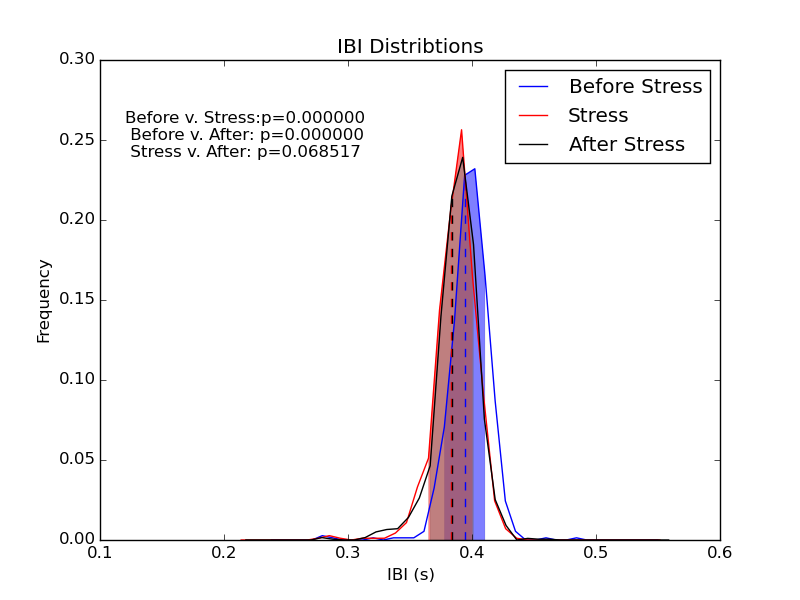 IBI Distribtions
Before v. Stress:p=0.000000
Before v. After: p=0.000000
Stress v. After: p=0.068517
Before Stress
Stress
After Stress
0.30
0.25
0.20
0.15
0.10
0.05
0.00
Frequency
0.1 0.2 0.3 0.4 0.5 0.6
IBI (s)